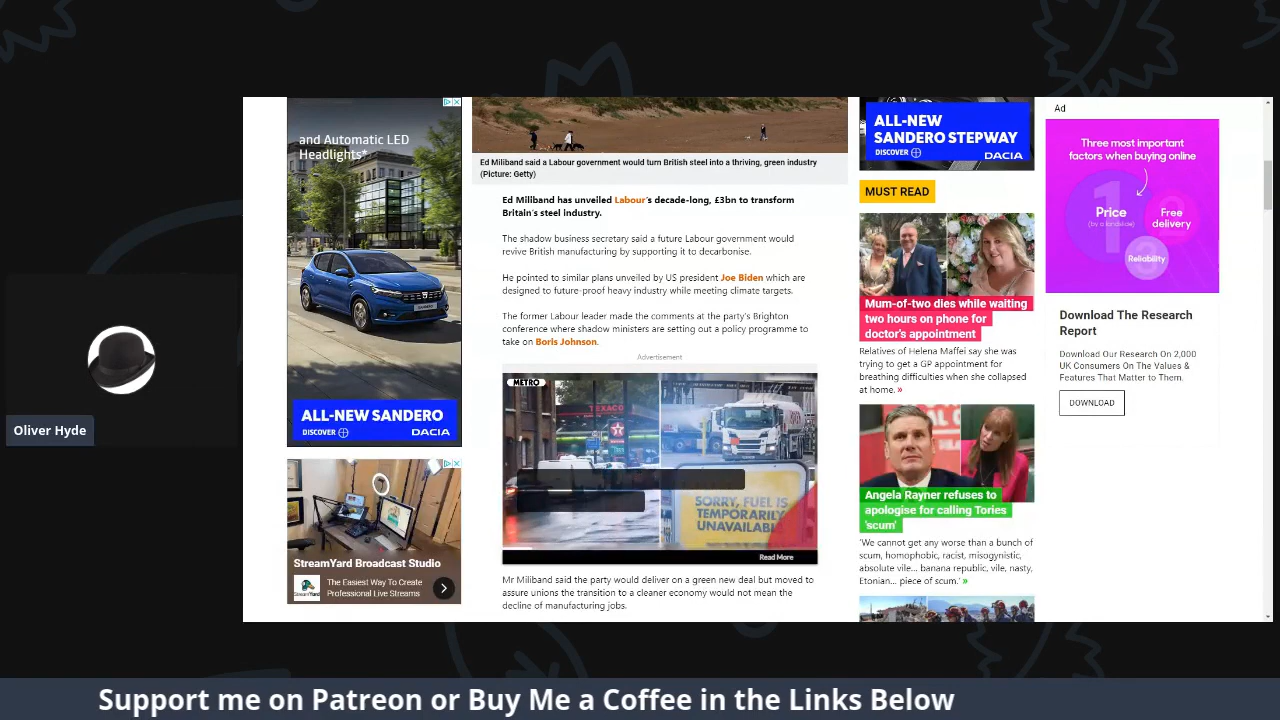 and Automatic LED
Headlights*
ALL-NEW SANDERO
DISCOVER
DACIA
StreamYard Broadcast Studio
StreamYard
The Easiest Way To Create
Professional Live Streams
Oliver Hyde
Ed Miliband said a Labour government would turn British steel into a thriving, green industry
(Picture: Getty)
Ed Miliband has unveiled Labour's decade-long, £3bn to transform
Britain's steel industry.
The shadow business secretary said a future Labour government would
revive British manufacturing by supporting it to decarbonise.
He pointed to similar plans unveiled by US president Joe Biden which are
designed to future-proof heavy industry while meeting climate targets.
The former Labour leader made the comments at the party's Brighton
conference where shadow ministers are setting out a policy programme to
take on Boris Johnson.
Advertisement
METRO
TEXACO
SORRY, FUEL IS
TEMPORARILY
UNAVAILABL
Read More
Mr Miliband said the party would deliver on a green new deal but moved to
assure unions the transition to a cleaner economy would not mean the
decline of manufacturing jobs.
ALL-NEW
SANDERO STEPWAY
DISCOVER
DACIA
MUST READ
Mum-of-two dies while waiting
two hours on phone for
doctor's appointment
Relatives of Helena Maffei say she was
trying to get a GP appointment for
breathing difficulties when she collapsed
at home. »
Angela Rayner refuses to
apologise for calling Tories
'scum'
'We cannot get any worse than a bunch of
scum, homophobic, racist, misogynistic,
absolute vile... banana republic, vile, nasty,
Etonian... piece of scum.' »
Ad
Three most important
factors when buying online
1
Price
(by a landslide)
Free
delivery
Reliability
Download The Research
Report
Download Our Research On 2,000
UK Consumers On The Values &
Features That Matter to Them.
DOWNLOAD
Support me on Patreon or Buy Me a Coffee in the Links Below